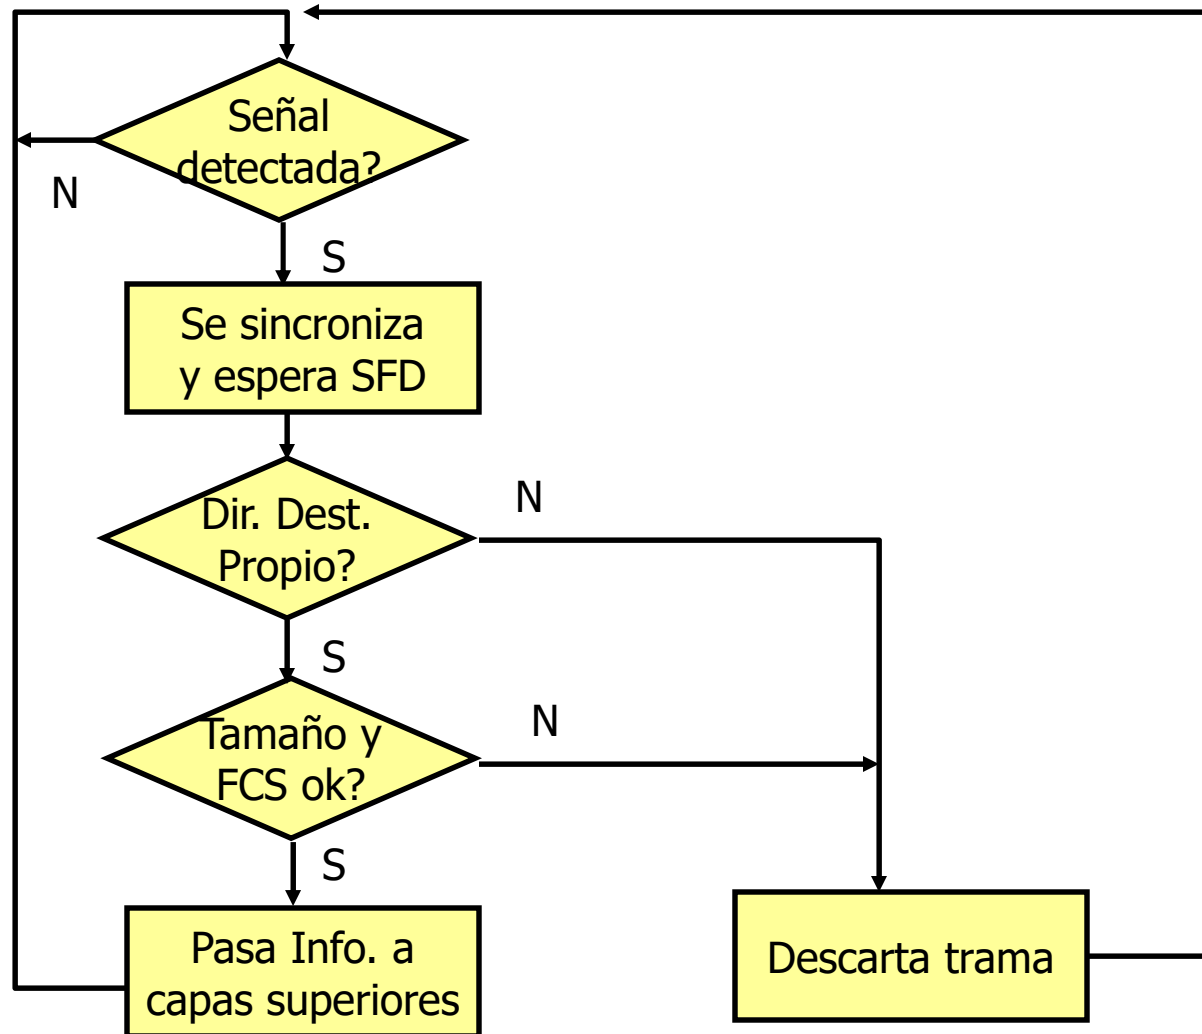 Señal
detectada?
N
S
Se sincroniza
y espera SFD
Dir. Dest.
Propio?
N
S
Tamaño y
FCS ok?
N
S
Pasa Info. a
capas superiores
Descarta trama